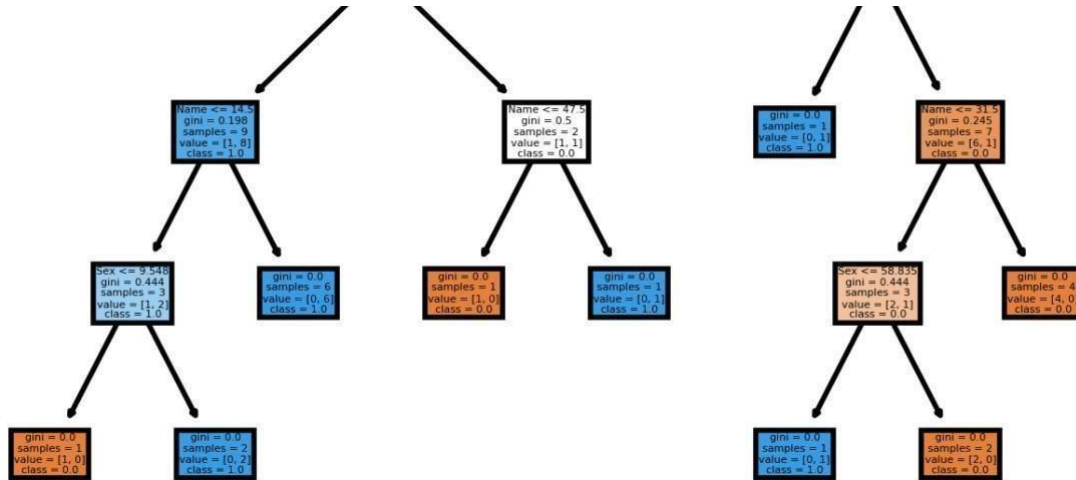 Name <= 14.5
gini = 0.198
samples = 9
value = [1, 8]
class = 1.0
Name <= 47.5
gini = 0.5
samples = 2
value = [1, 1]
class = 0.0
gini = 0.0
samples = 1
value = [0, 1]
class = 1.0
Name <= 31.5
gini = 0.245
samples = 7
value = [6, 1]
class = 0.0
Sex <= 9.548
gini = 0.444
samples = 3
value = [1, 2]
class = 1.0
gini = 0.0
samples = 6
value = [0, 6]
class = 1.0
gini = 0.0
samples = 1
value = [1, 0]
class = 0.0
gini = 0.0
samples = 1
value = [0, 1]
class = 1.0
Sex <= 58.835
gini = 0.444
samples = 3
value = [2, 1]
class = 0.0
gini = 0.0
samples = 4
value = [4, 0
class = 0.0
gini = 0.0
samples = 1
value = [1, 0]
class = 0.0
gini = 0.0
samples = 2
value = [0, 2]
class = 1.0
gini = 0.0
samples = 1
value = [0, 1]
class = 1.0
gini = 0.0
samples = 2
value = [2, 0]
class = 0.0